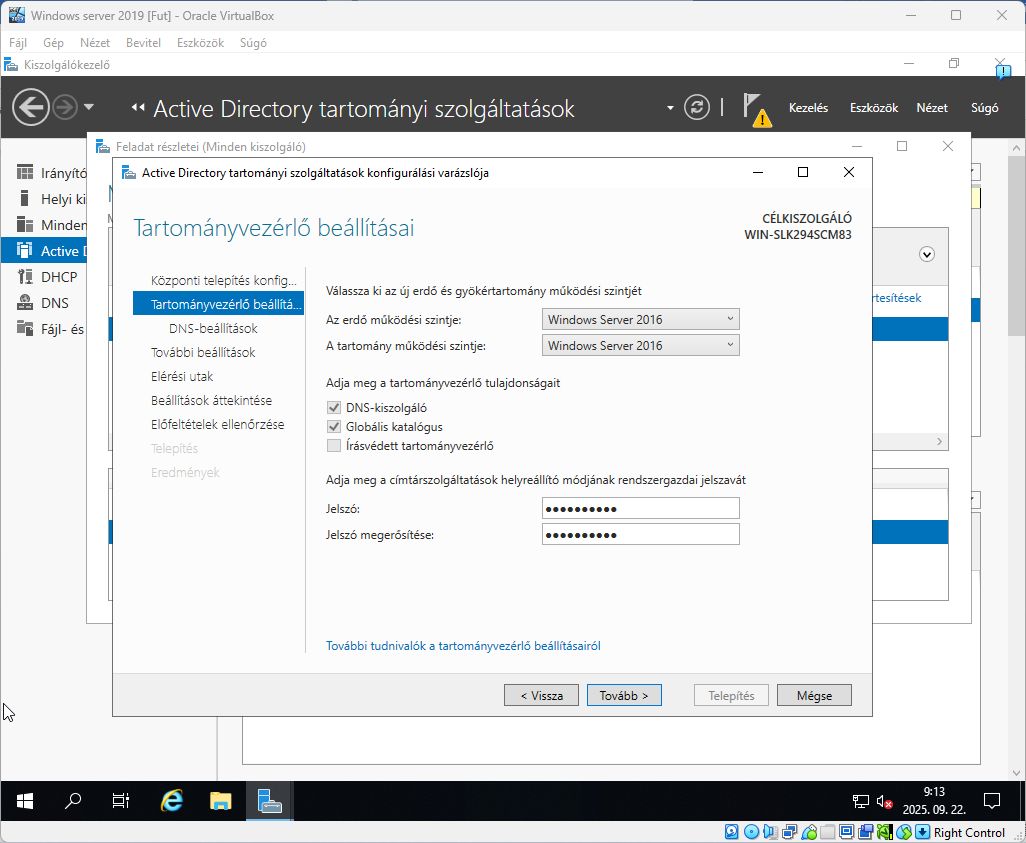 Windows server 2019 [Fut] - Oracle VirtualBox
Fájl Gép Nézet Bevitel Eszközök Súgó
Kiszolgálókezelő
Active Directory tartományi szolgáltatások
Kezelés Eszközök Nézet Súgó
Feladat részletei (Minden kiszolgáló)
Irányító
Helyi ki
Minden
Active D
DHCP
DNS
Fájl- és
rtesítések
Active Directory tartományi szolgáltatások konfigurálási varázslója
Tartományvezérlő beállításai
CÉLKISZOLGÁLÓ
WIN-SLK294SCM83
Központi telepítés konfig...
Tartományvezérlő beállítá...
DNS-beállítások
További beállítások
Elérési utak
Beállítások áttekintése
Előfeltételek ellenőrzése
Telepítés
Eredmények
Válassza ki az új erdő és gyökértartomány működési szintjét
Az erdő működési szintje: Windows Server 2016
A tartomány működési szintje: Windows Server 2016
Adja meg a tartományvezérlő tulajdonságait
DNS-kiszolgáló
Globális katalógus
Írásvédett tartományvezérlő
Adja meg a címtárszolgáltatások helyreállító módjának rendszergazdai jelszavát
Jelszó: ●●●●●●●●●●
Jelszó megerősítése: ●●●●●●●●●●
További tudnivalók a tartományvezérlő beállításairól
< Vissza Tovább > Telepítés Mégse
9:13
2025. 09. 22.
Right Control